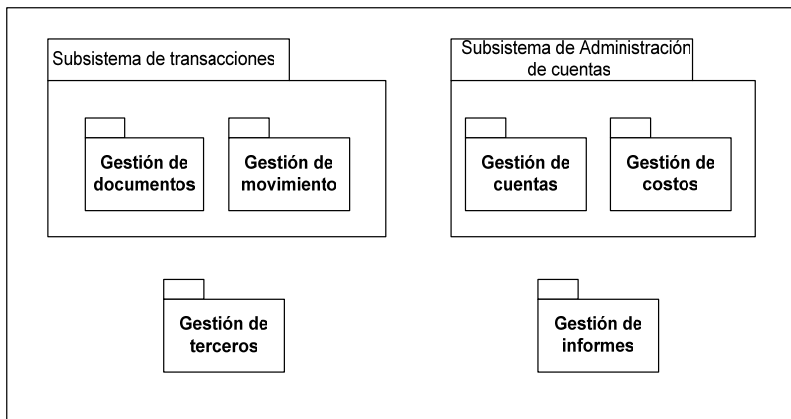 Subsistema de transacciones
Subsistema de Administración
de cuentas
Gestión de
documentos
Gestión de
movimiento
Gestión de
cuentas
Gestión de
costos
Gestión de
terceros
Gestión de
informes